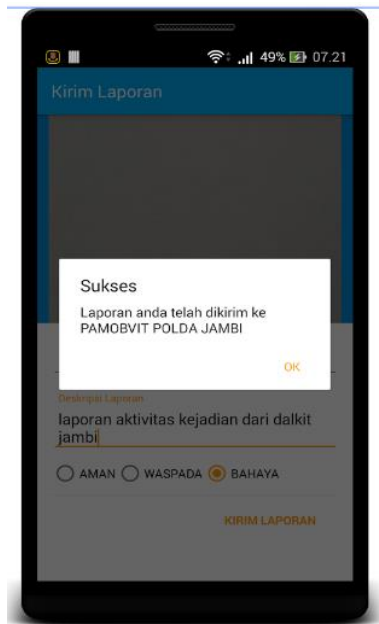 49% 07.21
Kirim Laporan
Sukses
Laporan anda telah dikirim ke
PAMOBVIT POLDA JAMBI
OK
Deskripsi Laporan
laporan aktivitas kejadian dari dalkit
jambi
AMAN WASPADA BAHAYA
KIRIM LAPORAN